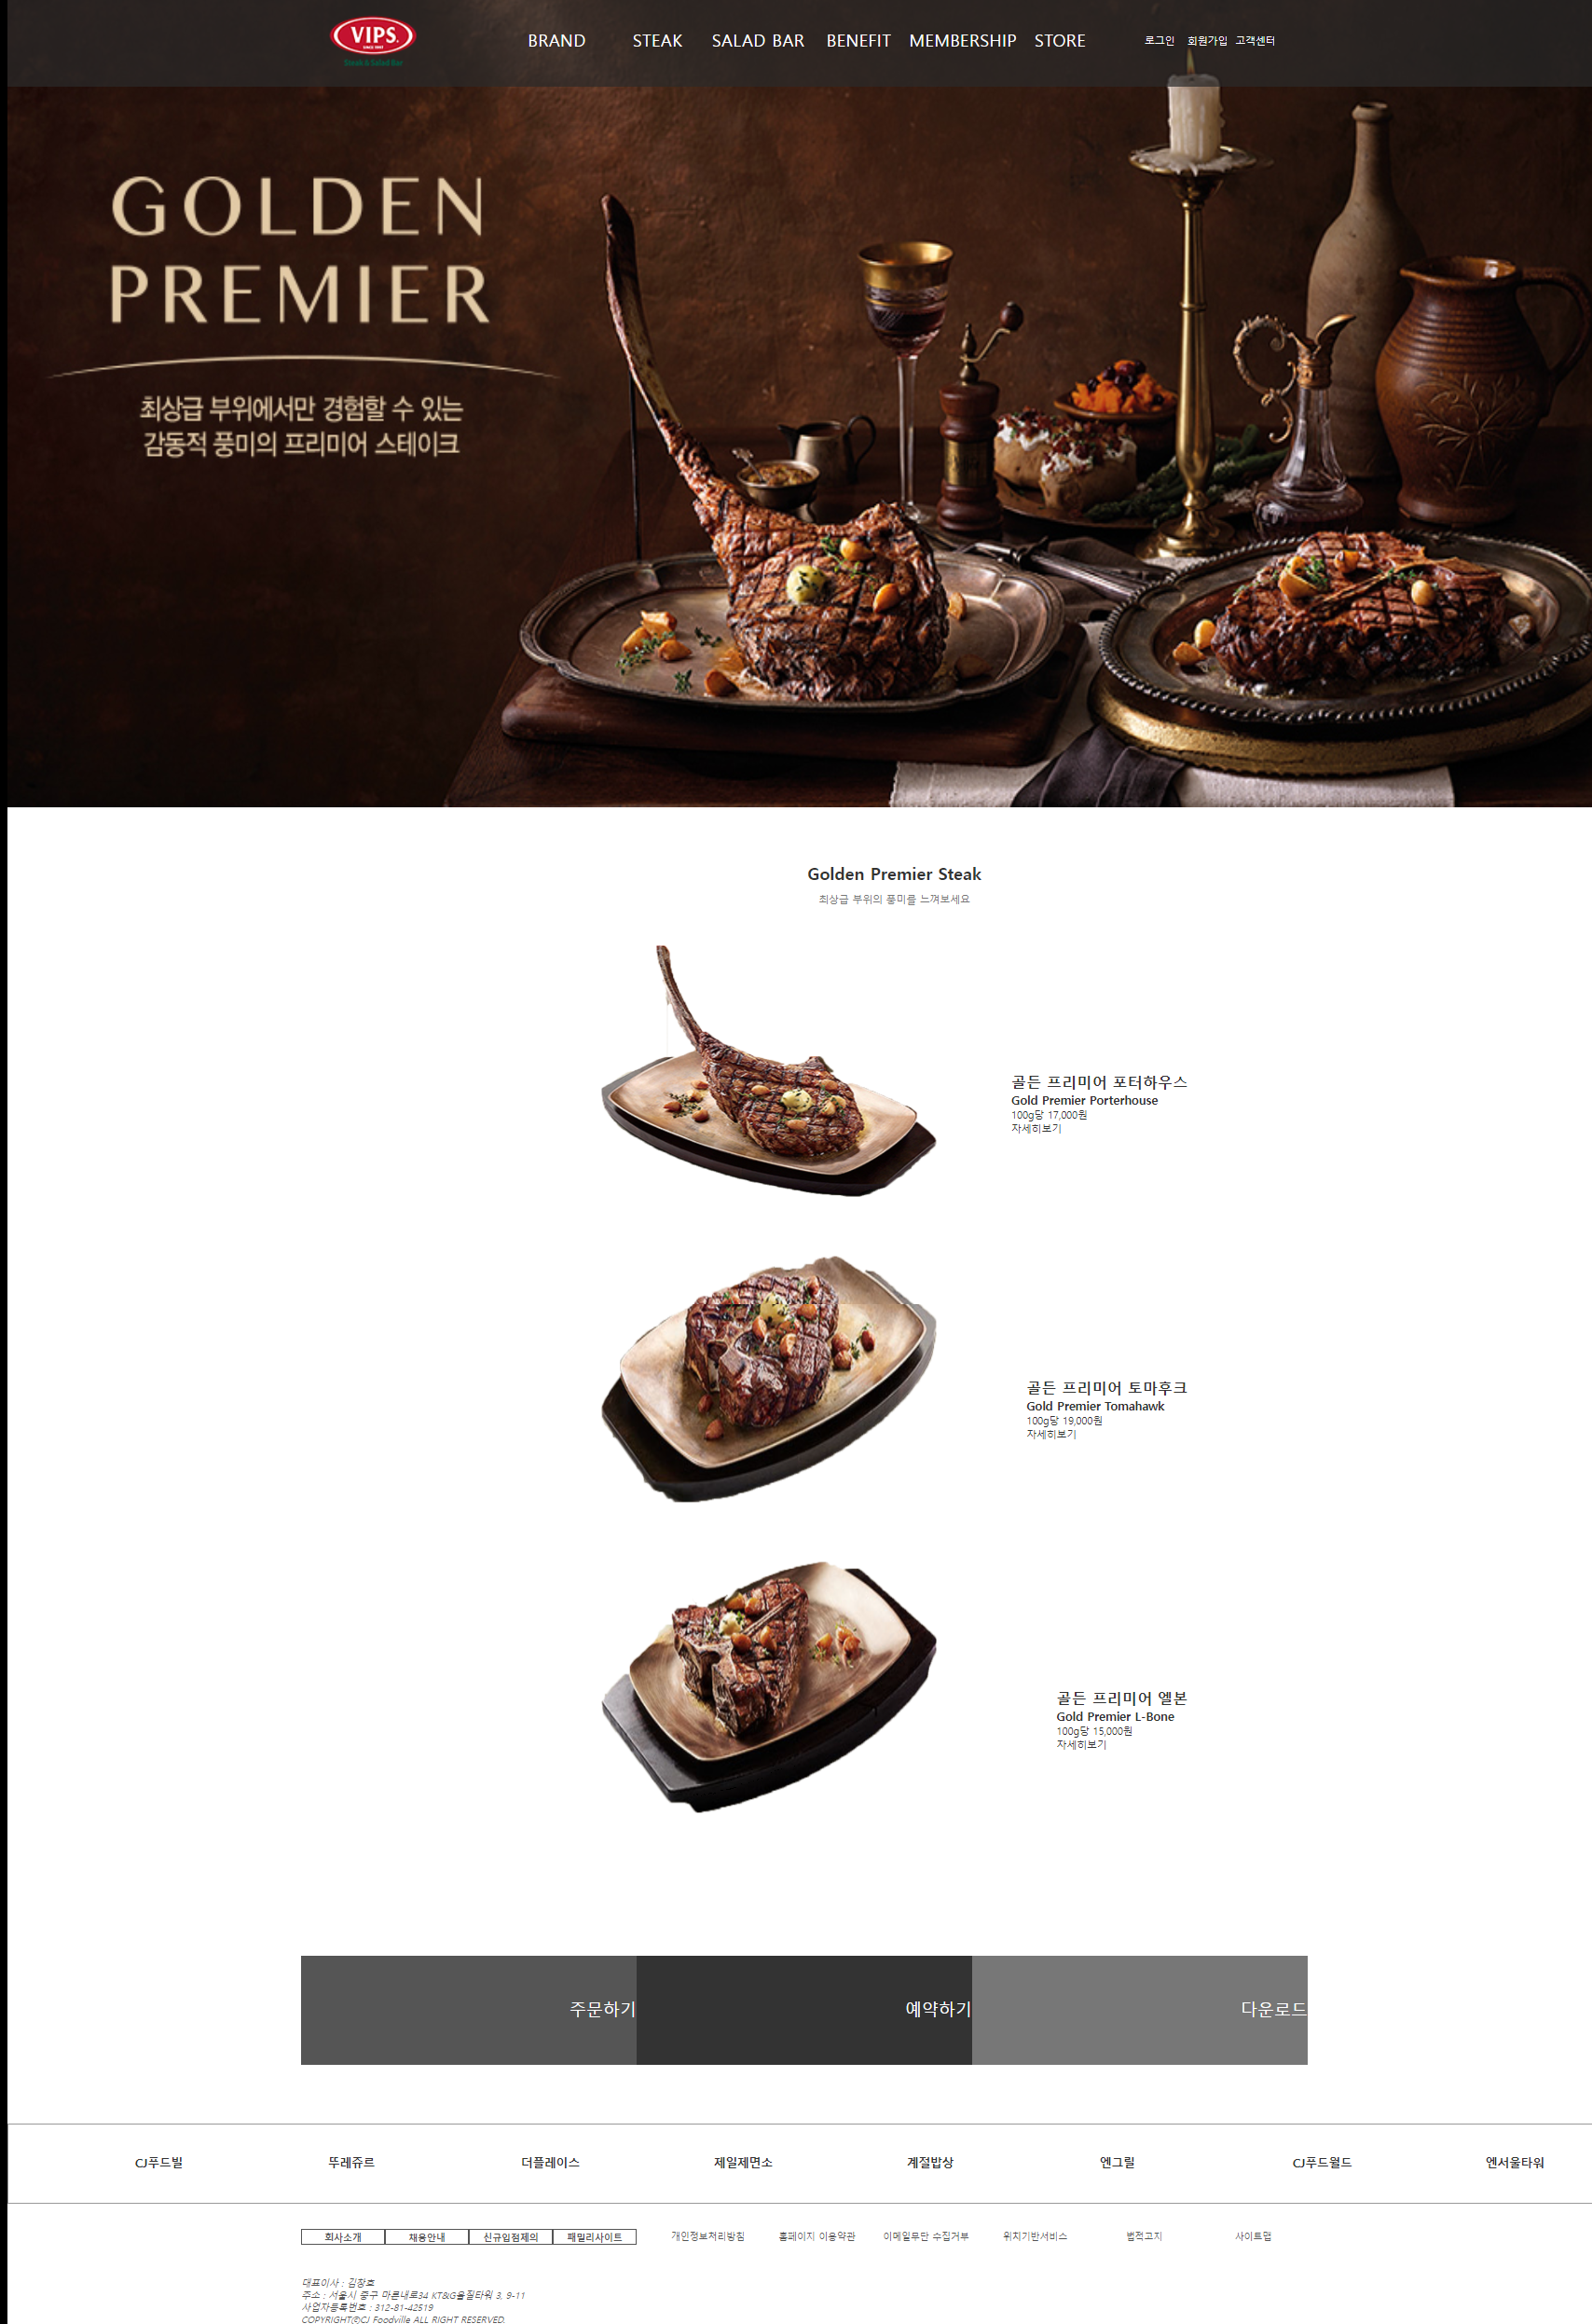 VIPS.
SINCE 1997
Steak & Salad Bar
BRAND STEAK SALAD BAR BENEFIT MEMBERSHIP STORE 로그인 회원가입 고객센터
GOLDEN
PREMIER
최상급 부위에서만 경험할 수 있는
감동적 풍미의 프리미어 스테이크
Golden Premier Steak
최상급 부위의 풍미를 느껴보세요
골든 프리미어 포터하우스
Gold Premier Porterhouse
100g당 17,000원
자세히보기
골든 프리미어 토마후크
Gold Premier Tomahawk
100g당 19,000원
자세히보기
골든 프리미어 엘본
Gold Premier L-Bone
100g당 15,000원
자세히보기
주문하기 예약하기 다운로드
CJ푸드빌 뚜레쥬르 더플레이스 제일제면소 계절밥상 엔그릴 CJ푸드월드 엔서울타워
회사소개 채용안내 신규입점제의 패밀리사이트 개인정보처리방침 홈페이지 이용약관 이메일무단 수집거부 위치기반서비스 법적고지 사이트맵
대표이사 : 김찬호
주소 : 서울시 중구 마른내로34 KT&G을질타워 3, 9-11
사업자등록번호 : 312-81-42519
COPYRIGHTⓒCJ Foodville ALL RIGHT RESERVED.